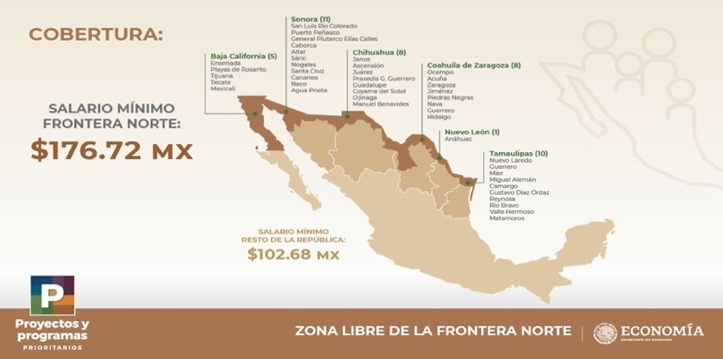 COBERTURA:
SALARIO MÍNIMO
FRONTERA NORTE:
$176.72 MX
Baja California (5)
Ensenada
Playas de Rosarito
Tijuana
Tecate
Mexicali
Sonora (11)
San Luis Río Colorado
Puerto Peñasco
General Plutarco Elías Calles
Caborca
Altar
Sáric
Nogales
Santa Cruz
Cananea
Naco
Agua Prieta
Chihuahua (8)
Janos
Ascensión
Juárez
Praxedis G. Guerrero
Guadalupe
Coyame del Sotol
Ojinaga
Manuel Benavides
Coahuila de Zaragoza (8)
Ocampo
Acuña
Zaragoza
Jiménez
Piedras Negras
Nava
Guerrero
Hidalgo
Nuevo León (1)
Anáhuac
Tamaulipas (10)
Nuevo Laredo
Guerrero
Mier
Miguel Alemán
Camargo
Gustavo Díaz Ordaz
Reynosa
Río Bravo
Valle Hermoso
Matamoros
SALARIO MÍNIMO
RESTO DE LA REPÚBLICA:
$102.68 MX
P
Proyectos y
programas
PRIORITARIOS
ZONA LIBRE DE LA FRONTERA NORTE
ECONOMÍA
SECRETARÍA DE ECONOMÍA